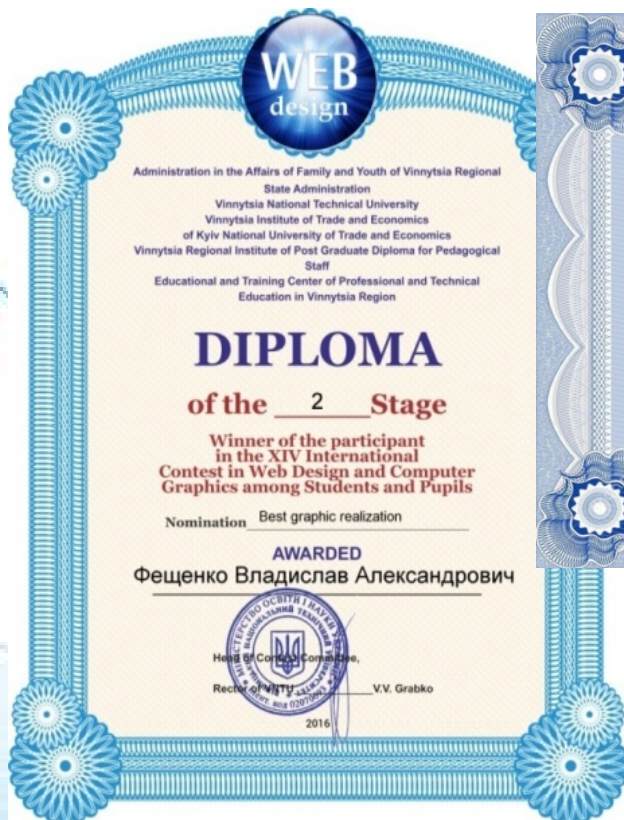 WEB
design
Administration in the Affairs of Family and Youth of Vinnytsia Regional
State Administration
Vinnytsia National Technical University
Vinnytsia Institute of Trade and Economics
of Kyiv National University of Trade and Economics
Vinnytsia Regional Institute of Post Graduate Diploma for Pedagogical
Staff
Educational and Training Center of Professional and Technical
Education in Vinnytsia Region
DIPLOMA
of the 2 Stage
Winner of the participant
in the XIV International
Contest in Web Design and Computer
Graphics among Students and Pupils
Nomination Best graphic realization
AWARDED
Фещенко Владислав Александрович
Head of Contest Committee,
Rector of VNTU V.V. Grabko
2016